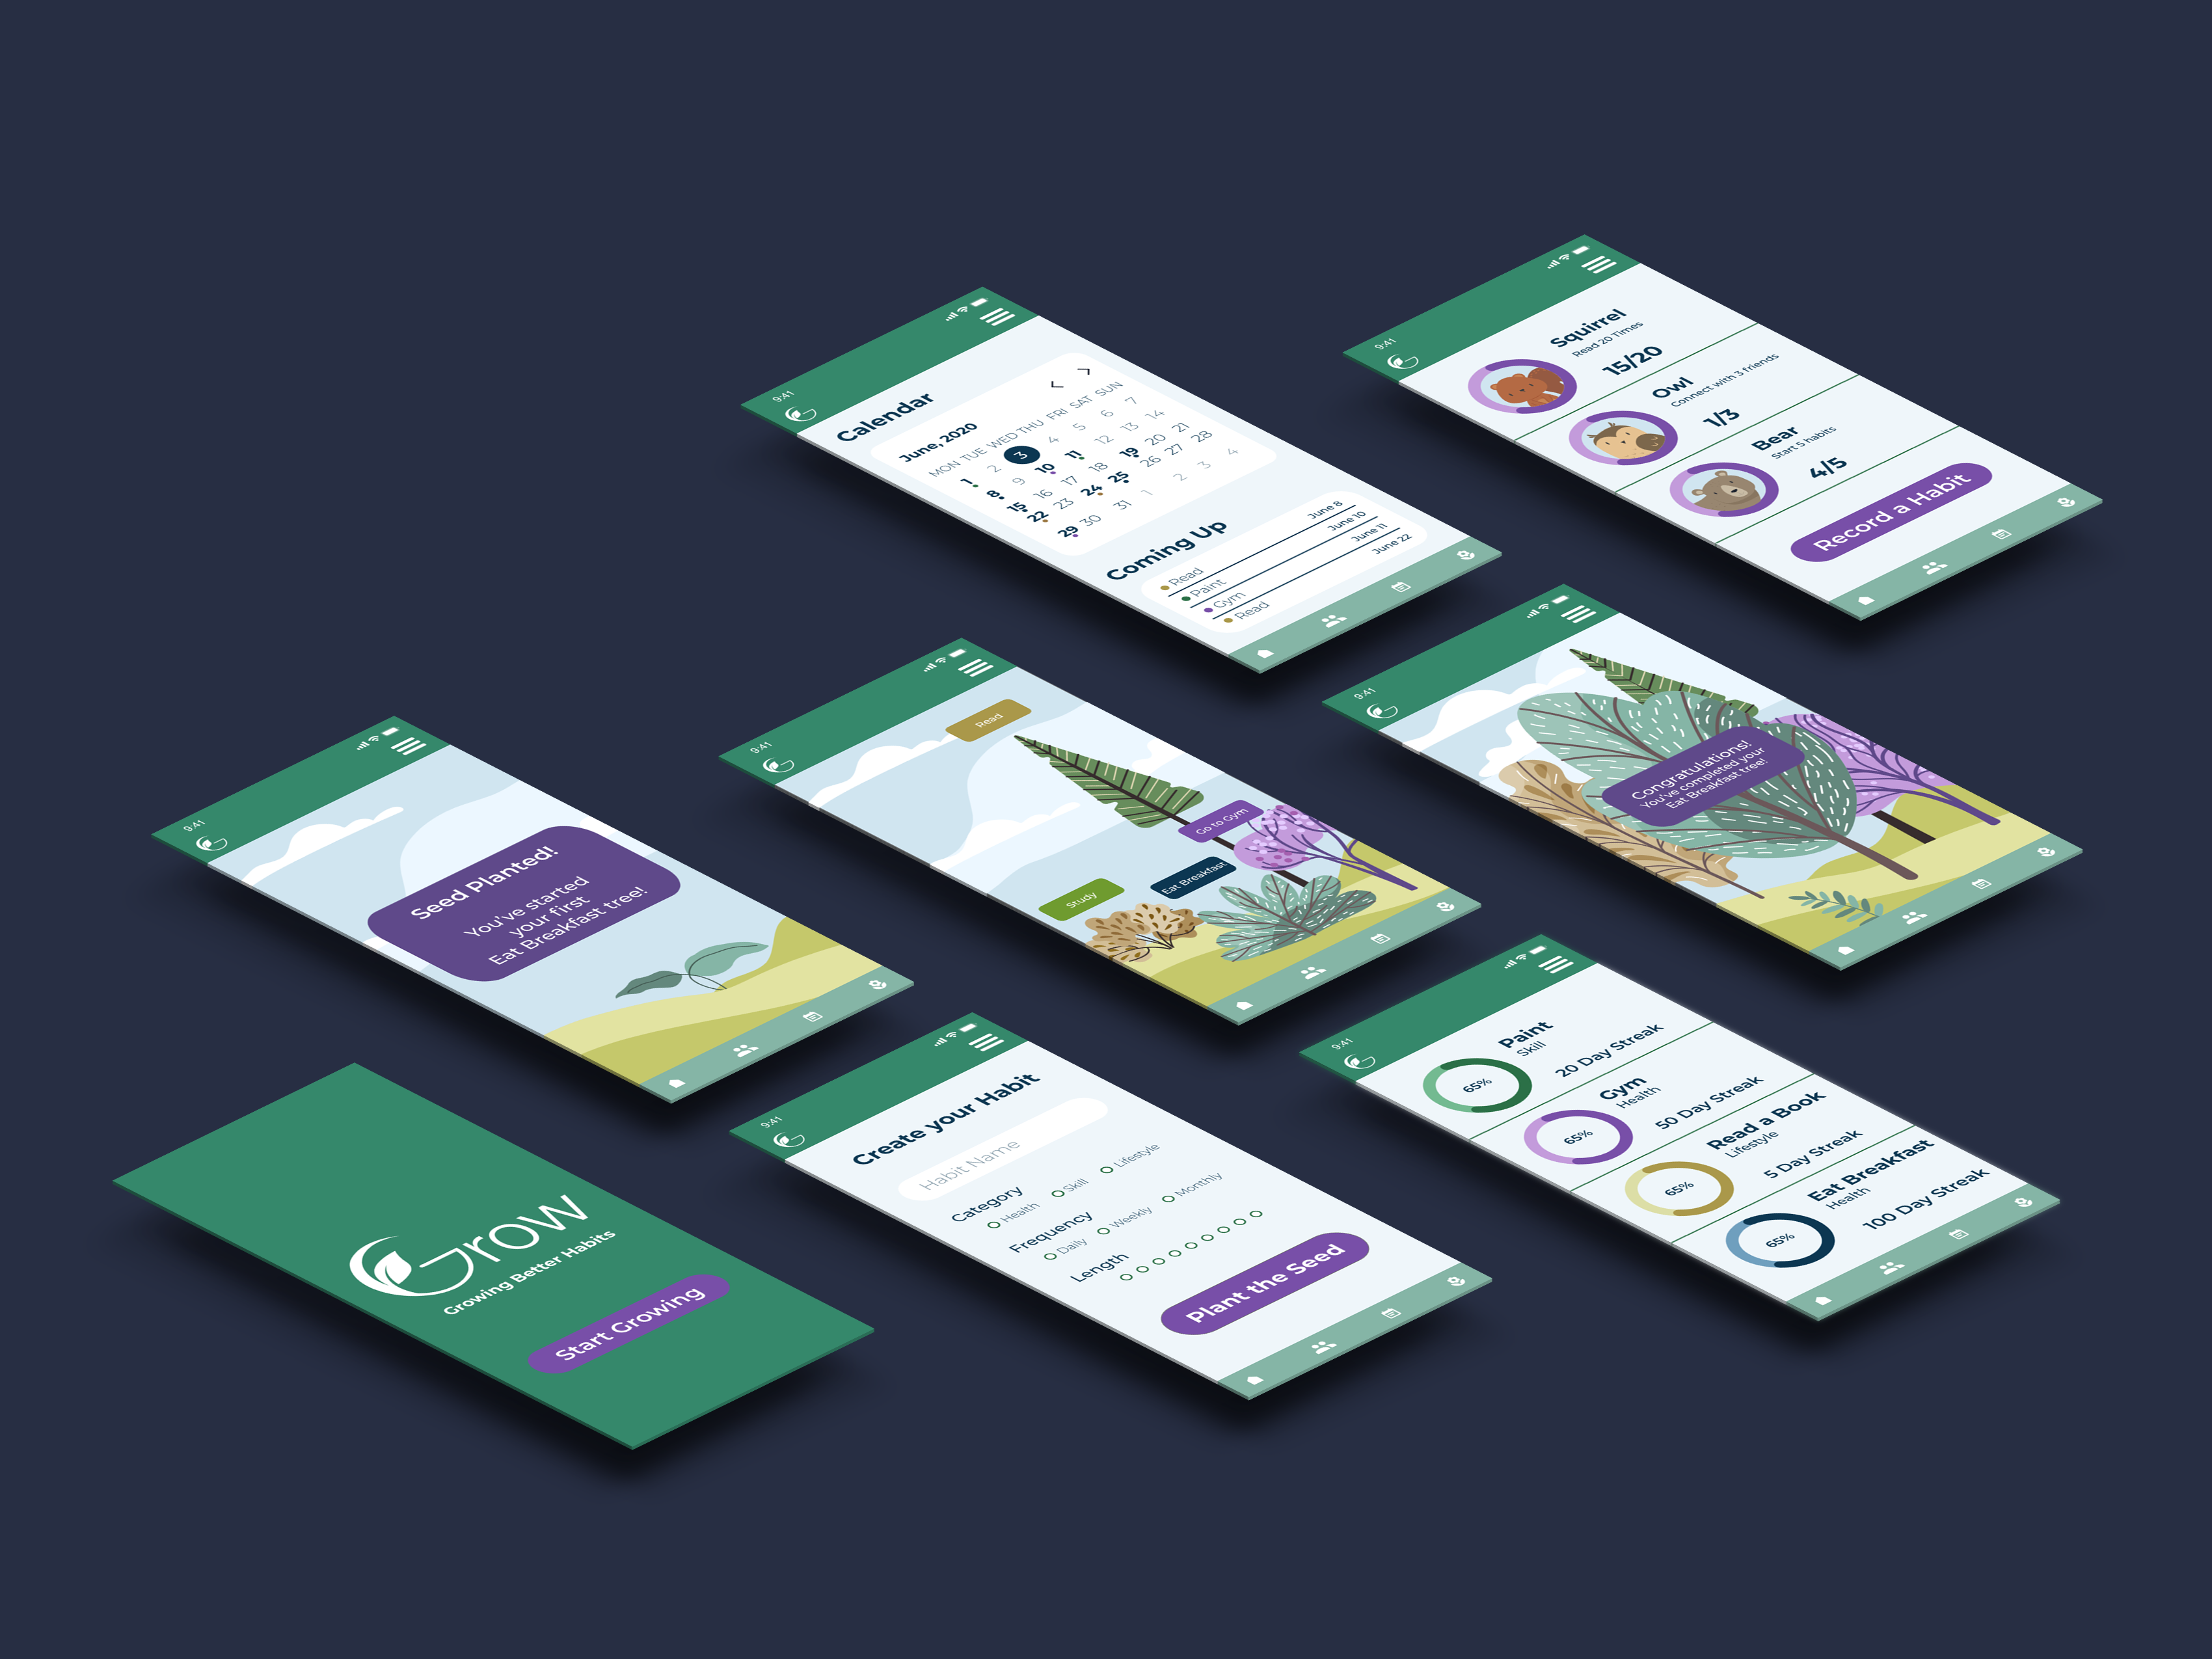 9:41
Calendar
June, 2020
MON TUE WED THU FRI SAT SUN
1 2 3 4 5 6 7
8 9 10 11 12 13 14
15 16 17 18 19 20 21
22 23 24 25 26 27 28
29 30 31 1 2 3 4
Coming Up
Read June 8
Paint June 10
Gym June 11
Read June 22
9:41
Squirrel
Read 20 Times
15/20
Owl
Connect with 3 friends
1/3
Bear
Start 5 habits
4/5
Record a Habit
9:41
Seed Planted!
You've started
your first
Eat Breakfast tree!
9:41
Read
Go to Gym
Eat Breakfast
Study
9:41
Congratulations!
You've completed your
Eat Breakfast tree!
Grow
Growing Better Habits
Start Growing
9:41
Create your Habit
Habit Name
Category
Health Skill Lifestyle
Frequency
Daily Weekly Monthly
Length
Plant the Seed
9:41
Paint
Skill
65%
20 Day Streak
Gym
Health
65%
50 Day Streak
Read a Book
Lifestyle
65%
5 Day Streak
Eat Breakfast
Health
65%
100 Day Streak